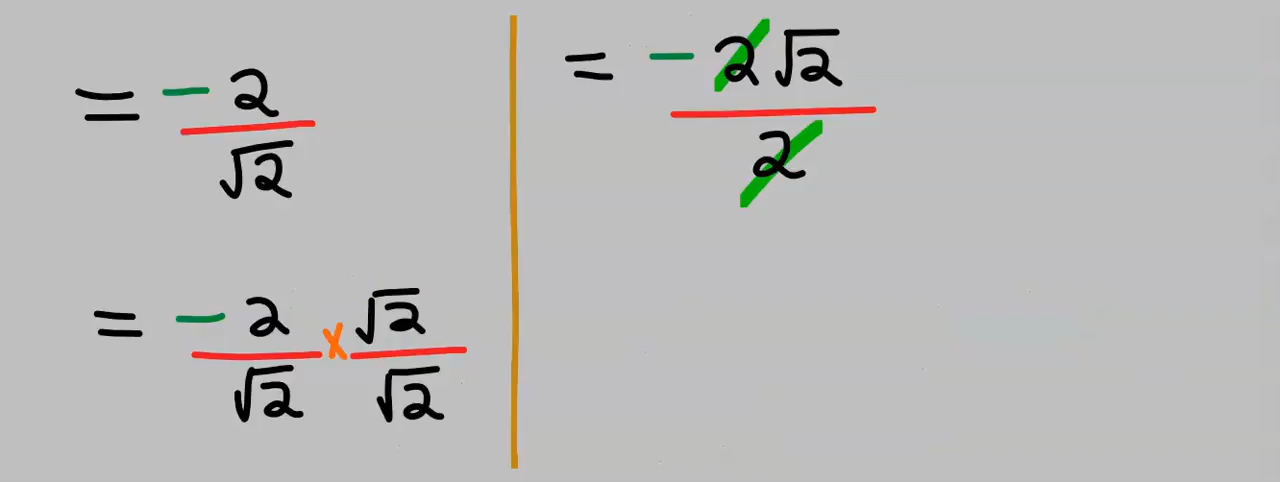 = -2/√2
= -2/√2 x √2/√2
= -2√2/2